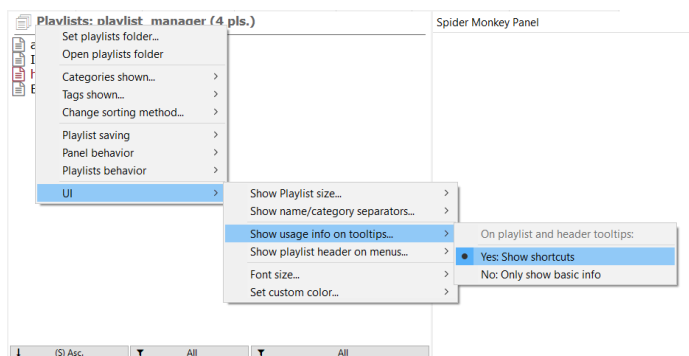 Playlists: playlist_manager (4 pls.)
Spider Monkey Panel
Set playlists folder...
Open playlists folder
Categories shown...
Tags shown...
Change sorting method...
Playlist saving
Panel behavior
Playlists behavior
UI
Show Playlist size...
Show name/category separators...
Show usage info on tooltips...
Show playlist header on menus...
Font size...
Set custom color...
On playlist and header tooltips:
Yes: Show shortcuts
No: Only show basic info
(S) Asc.
All
All